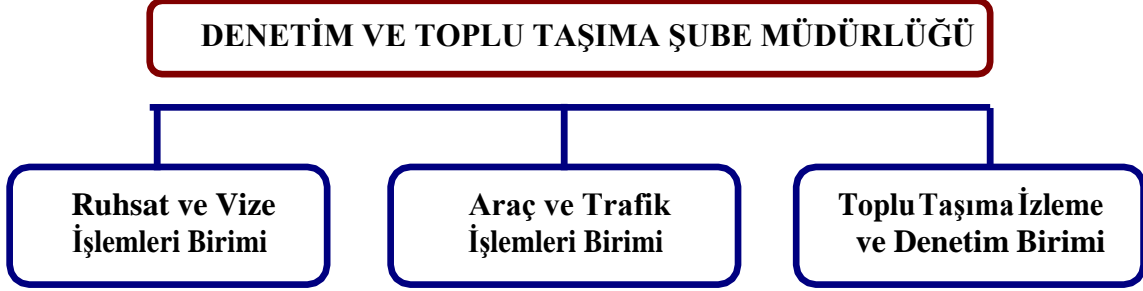 DENETİM VE TOPLU TAŞIMA ŞUBE MÜDÜRLÜĞÜ
Ruhsat ve Vize
İşlemleri Birimi
Araç ve Trafik
İşlemleri Birimi
Toplu Taşıma İzleme
ve Denetim Birimi